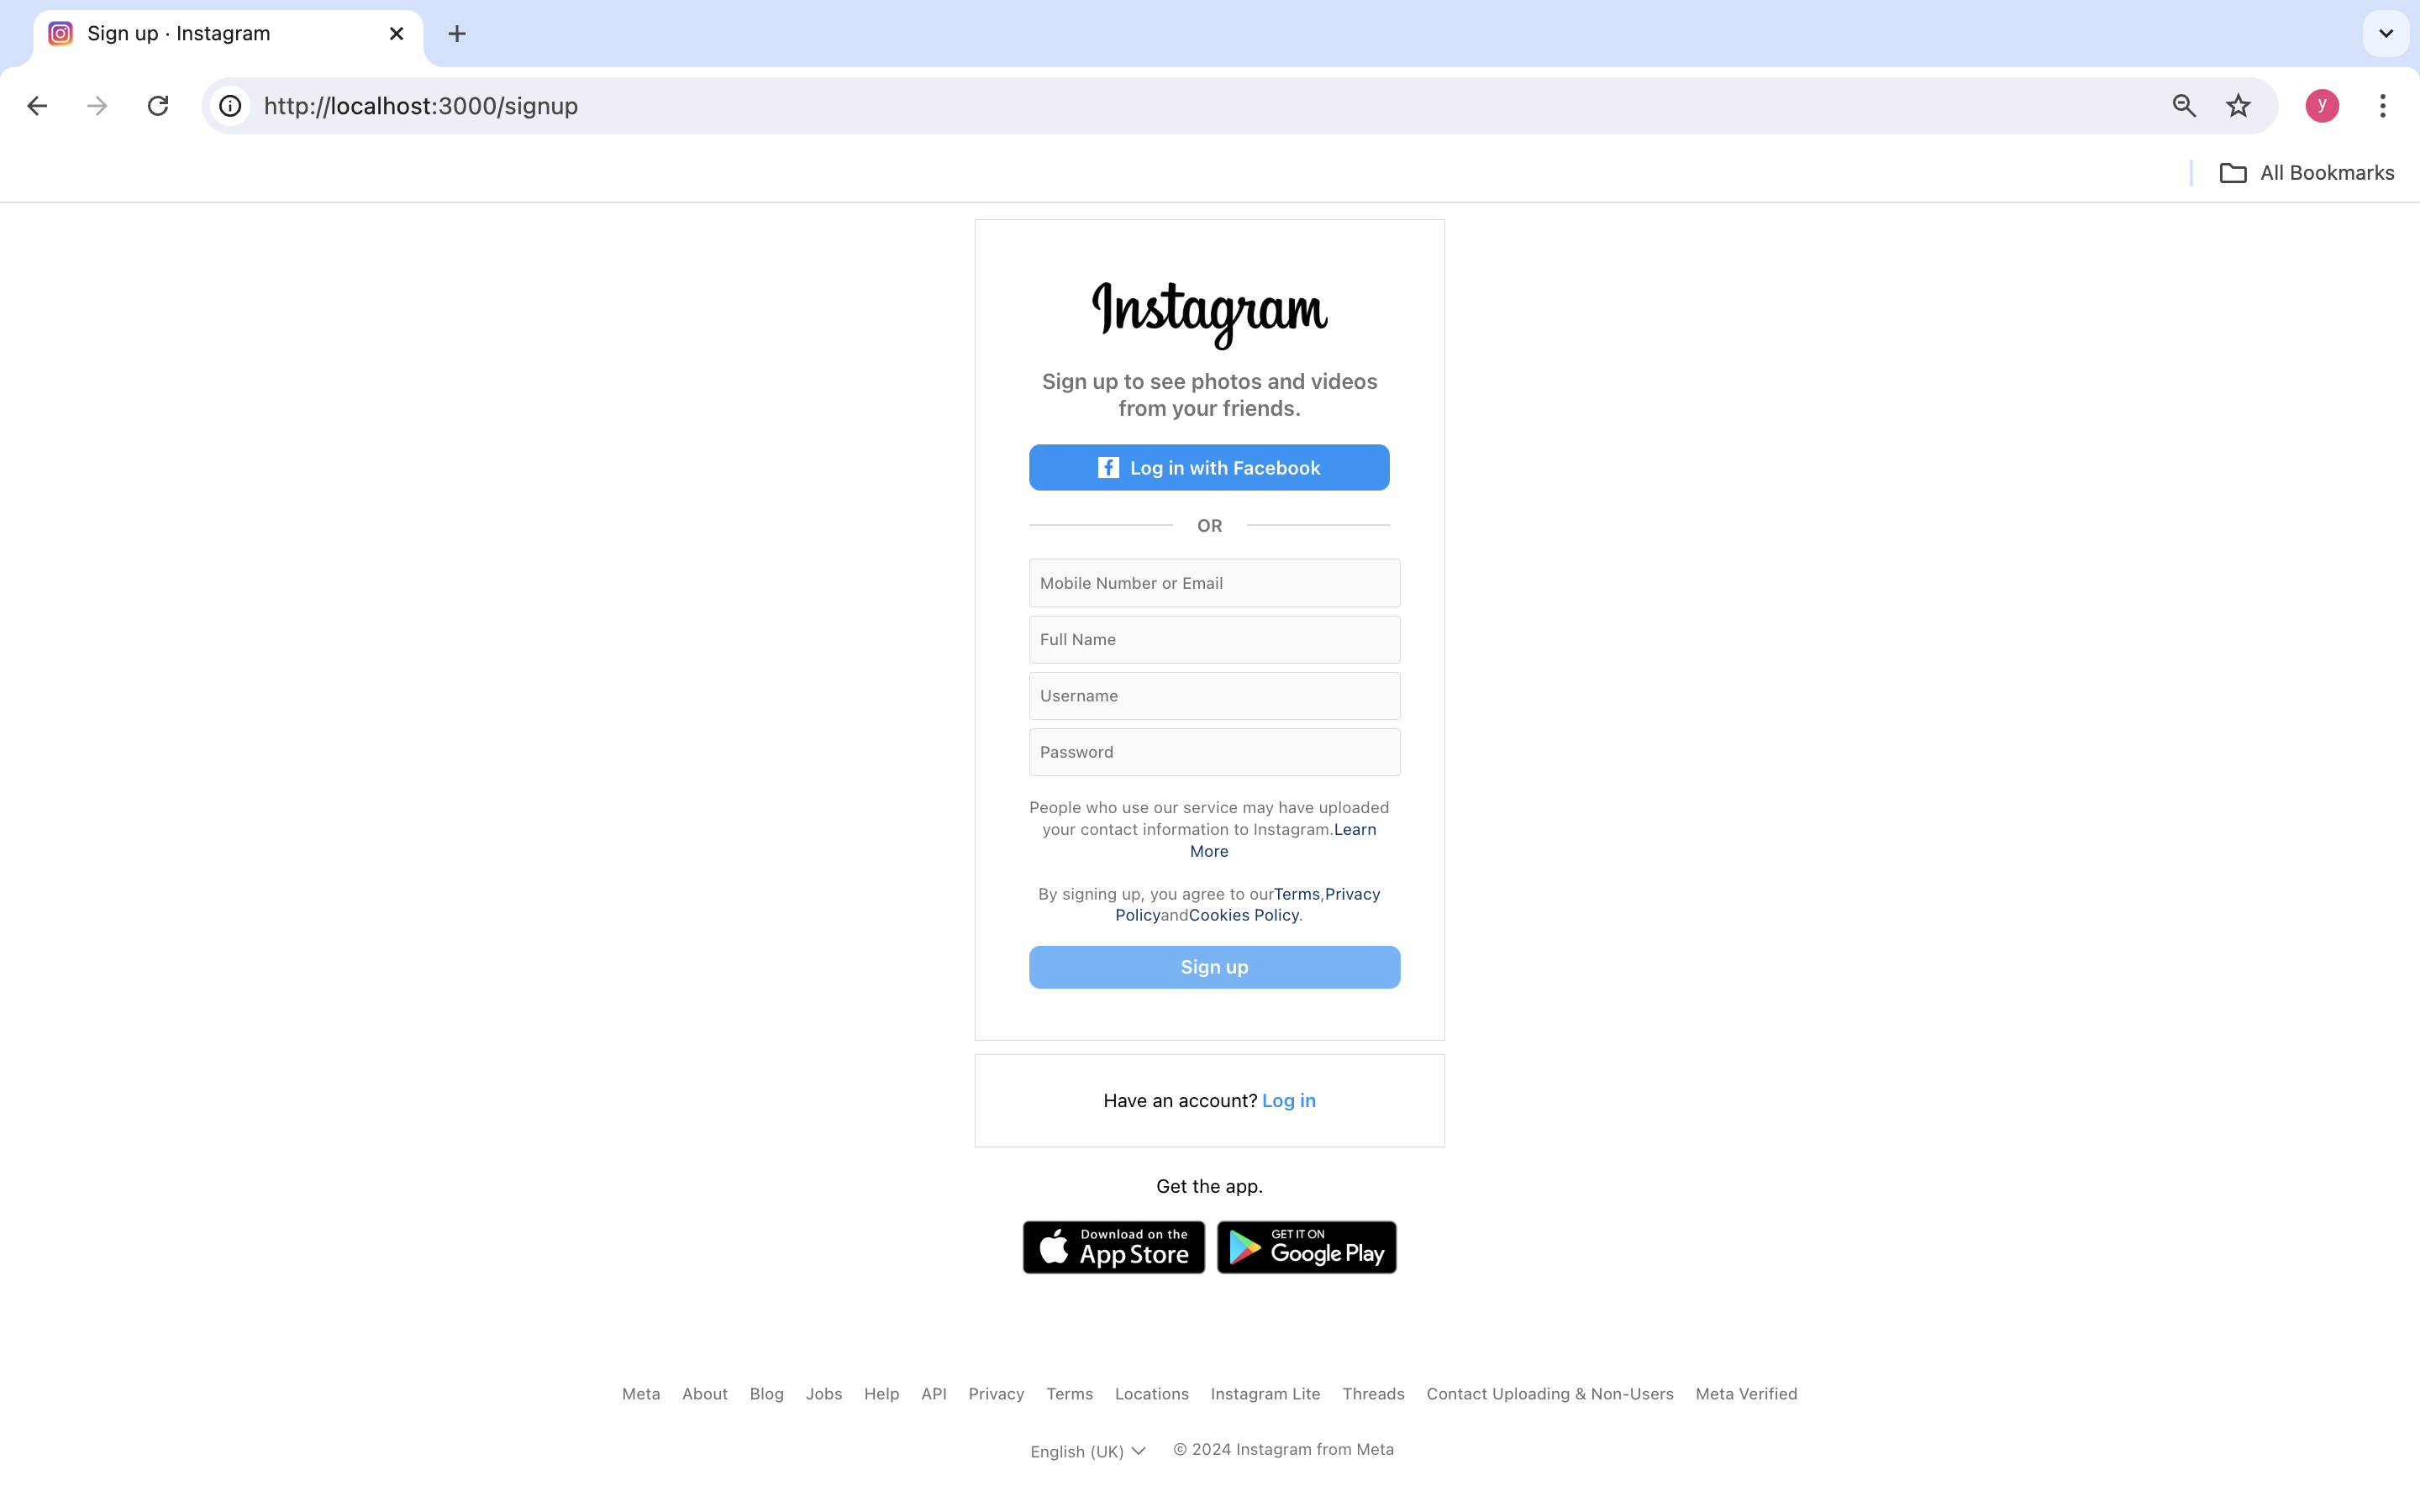 Sign up · Instagram
http://localhost:3000/signup
y
All Bookmarks
Instagram
Sign up to see photos and videos
from your friends.
Log in with Facebook
OR
Mobile Number or Email
Full Name
Username
Password
People who use our service may have uploaded
your contact information to Instagram.Learn
More
By signing up, you agree to ourTerms,Privacy
PolicyandCookies Policy.
Sign up
Have an account? Log in
Get the app.
Download on the
App Store
GET IT ON
Google Play
Meta About Blog Jobs Help API Privacy Terms Locations Instagram Lite Threads Contact Uploading & Non-Users Meta Verified
English (UK) © 2024 Instagram from Meta